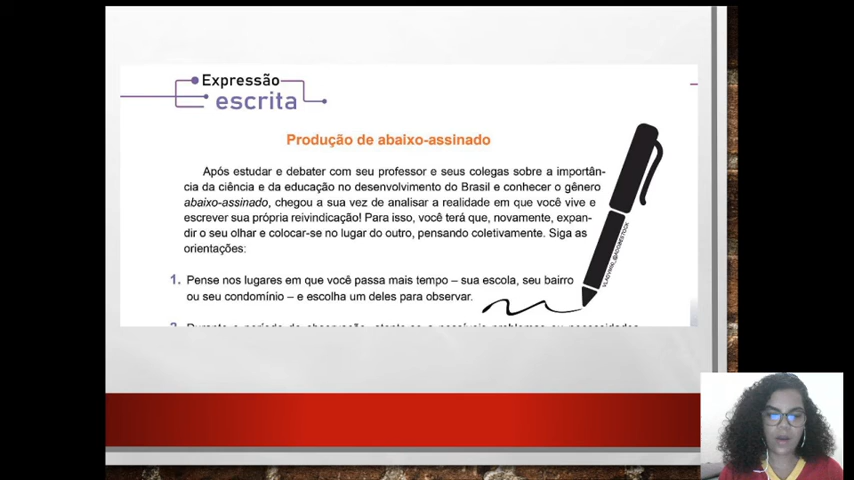 Expressão
escrita
Produção de abaixo-assinado
Após estudar e debater com seu professor e seus colegas sobre a importân-
cia da ciência e da educação no desenvolvimento do Brasil e conhecer o gênero
abaixo-assinado, chegou a sua vez de analisar a realidade em que você vive e
escrever sua própria reivindicação! Para isso, você terá que, novamente, expan-
dir o seu olhar e colocar-se no lugar do outro, pensando coletivamente. Siga as
orientações:
1. Pense nos lugares em que você passa mais tempo – sua escola, seu bairro
ou seu condomínio – e escolha um deles para observar.